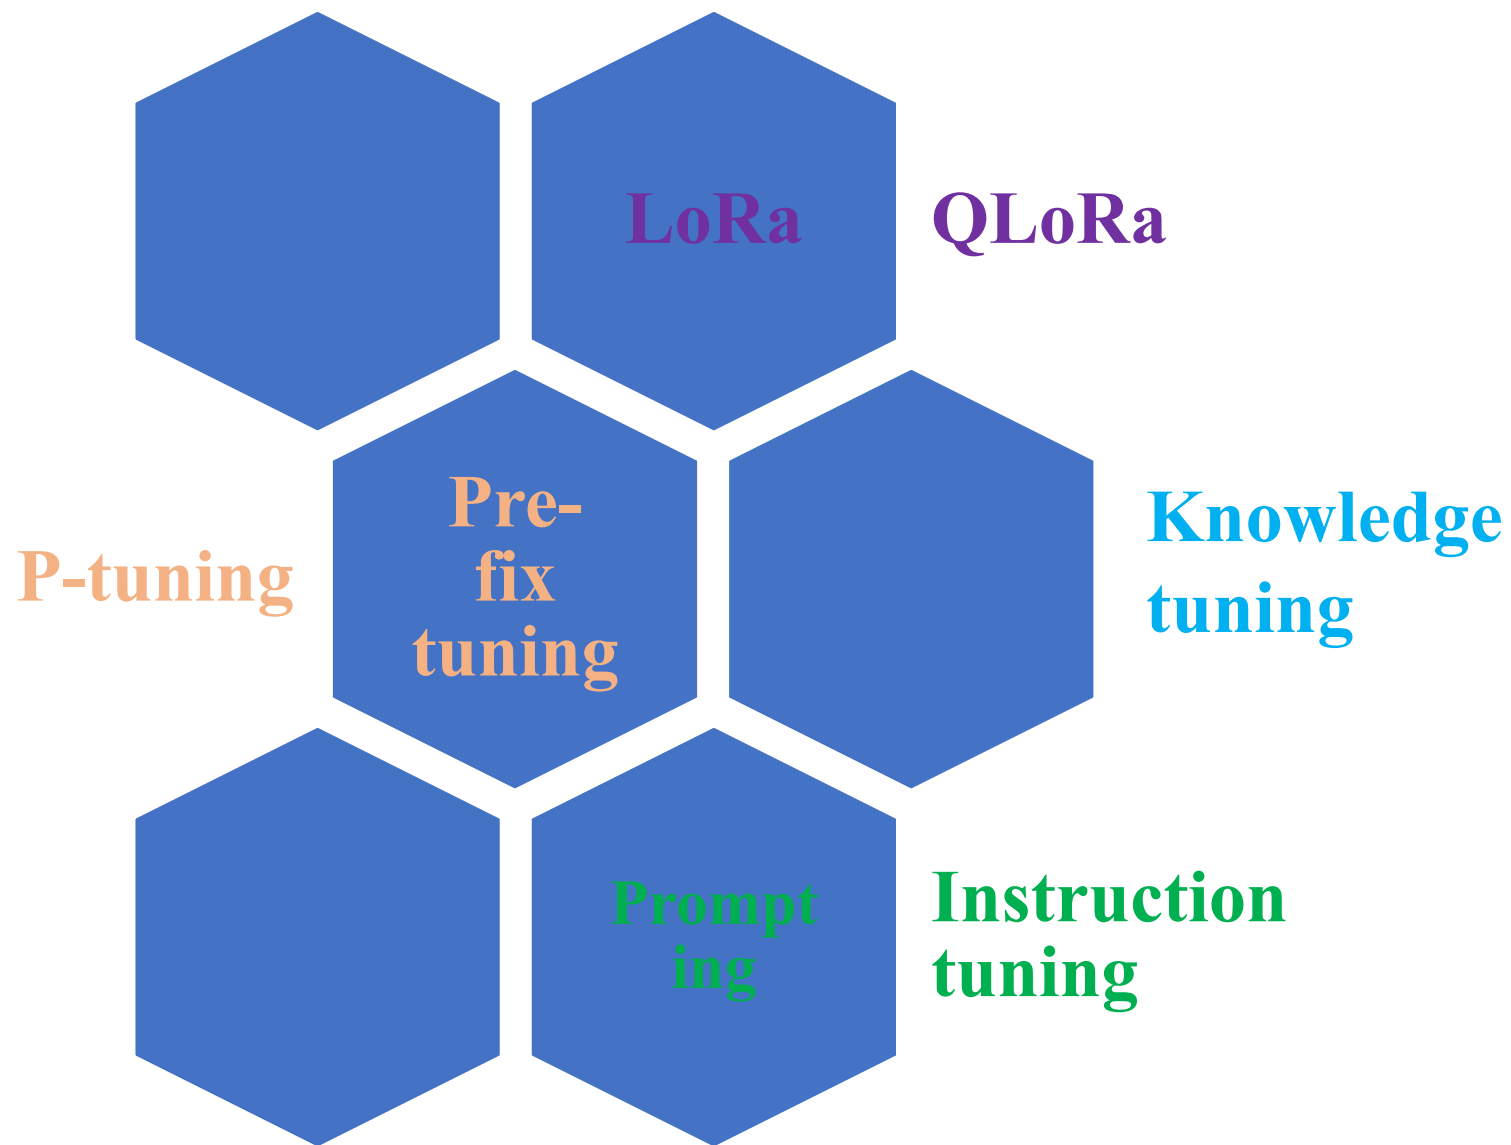 LoRa
QLoRa
P-tuning
Pre-
fix
tuning
Knowledge
tuning
Prompt
ing
Instruction
tuning